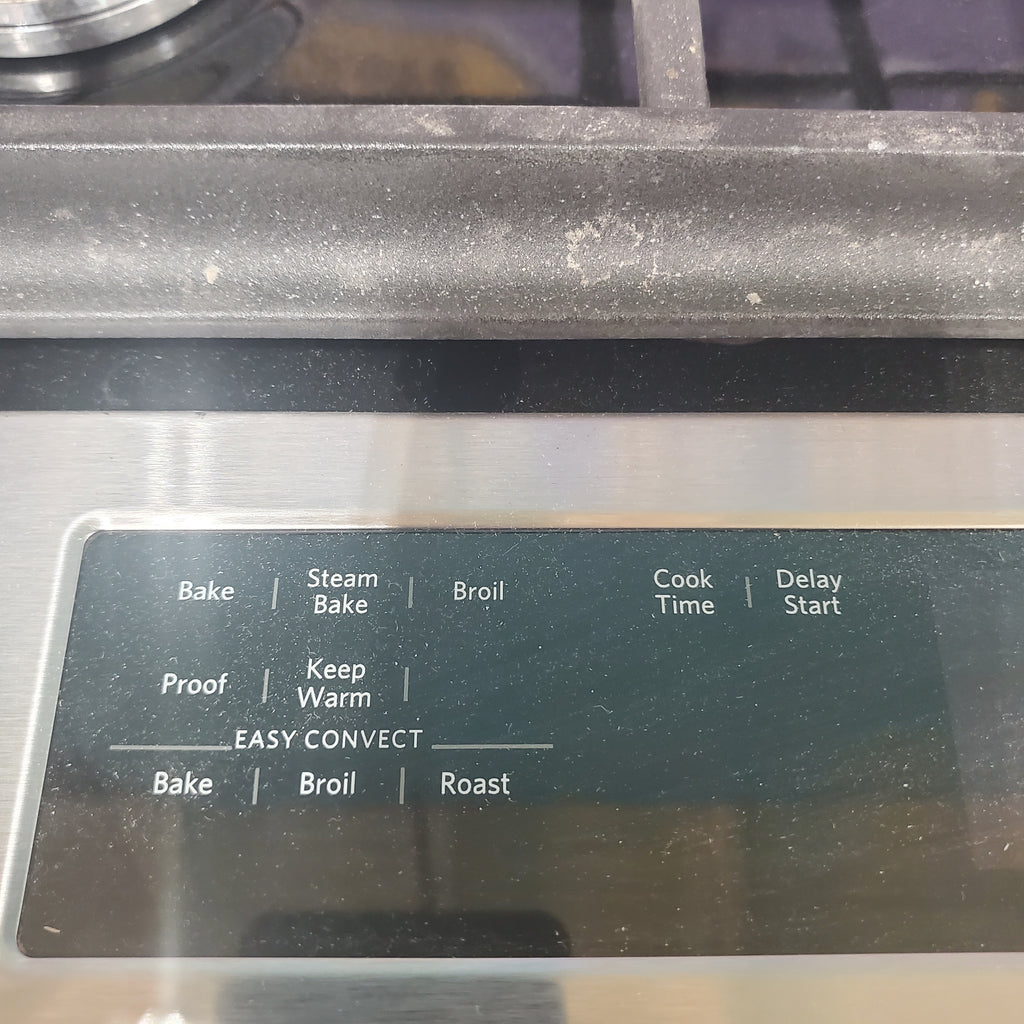 Bake | Steam Bake | Broil
Cook Time | Delay Start
Proof | Keep Warm |
EASY CONVECT
Bake | Broil | Roast